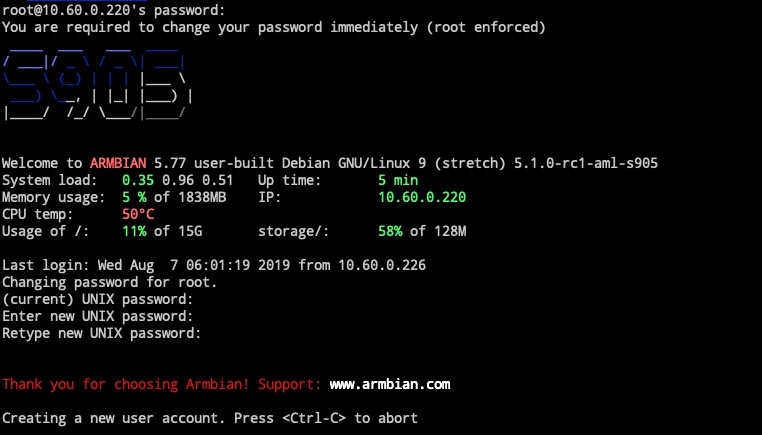 root@10.60.0.220's password:
You are required to change your password immediately (root enforced)
 ____   ___   ___  ____
/ ___| / _ \ / _ \| ___|
\___ \| (_) | | | |___ \
 ___) |\__, | |_| |___) |
|____/   /_/ \___/|____/
Welcome to ARMBIAN 5.77 user-built Debian GNU/Linux 9 (stretch) 5.1.0-rc1-aml-s905
System load:   0.35 0.96 0.51   Up time:       5 min
Memory usage:  5 % of 1838MB    IP:            10.60.0.220
CPU temp:      50°C
Usage of /:    11% of 15G       storage/:      58% of 128M
Last login: Wed Aug  7 06:01:19 2019 from 10.60.0.226
Changing password for root.
(current) UNIX password:
Enter new UNIX password:
Retype new UNIX password:
Thank you for choosing Armbian! Support: www.armbian.com
Creating a new user account. Press <Ctrl-C> to abort